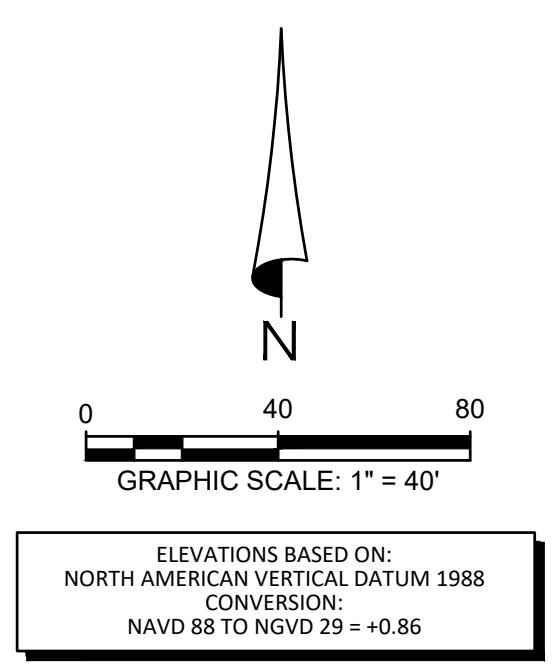 N
0 40 80
GRAPHIC SCALE: 1" = 40'
ELEVATIONS BASED ON:
NORTH AMERICAN VERTICAL DATUM 1988
CONVERSION:
NAVD 88 TO NGVD 29 = +0.86